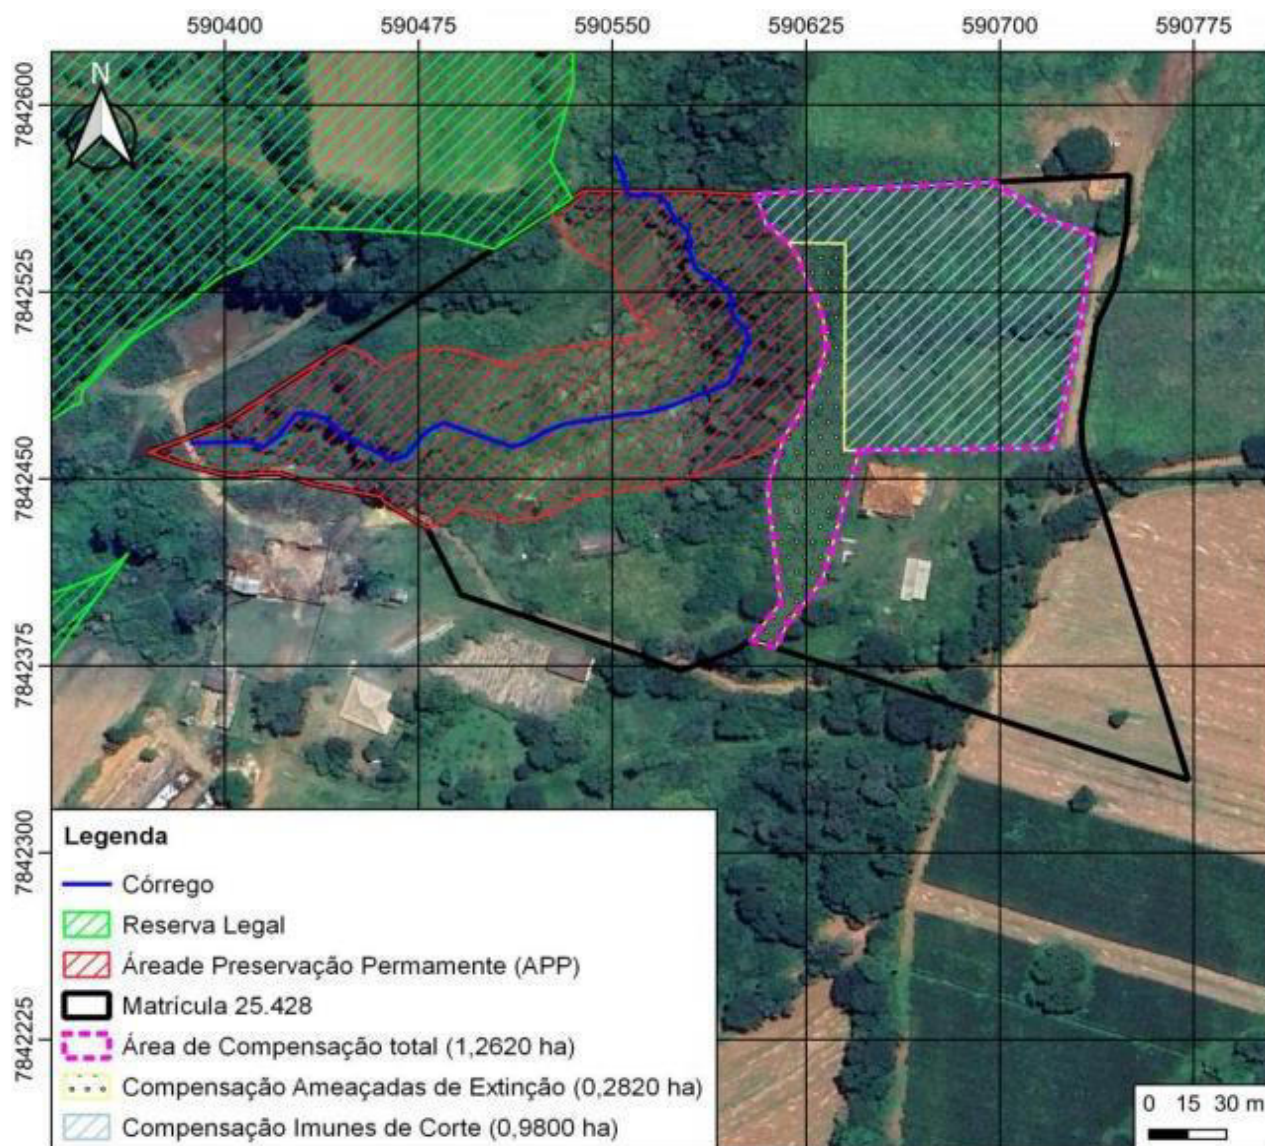 590400 590475 590550 590625 590700 590775
N
7842600
7842525
7842450
7842375
7842300
7842225
Legenda
Córrego
Reserva Legal
Áreade Preservação Permamente (APP)
Matrícula 25.428
Área de Compensação total (1,2620 ha)
Compensação Ameaçadas de Extinção (0,2820 ha)
Compensação Imunes de Corte (0,9800 ha)
0 15 30 m